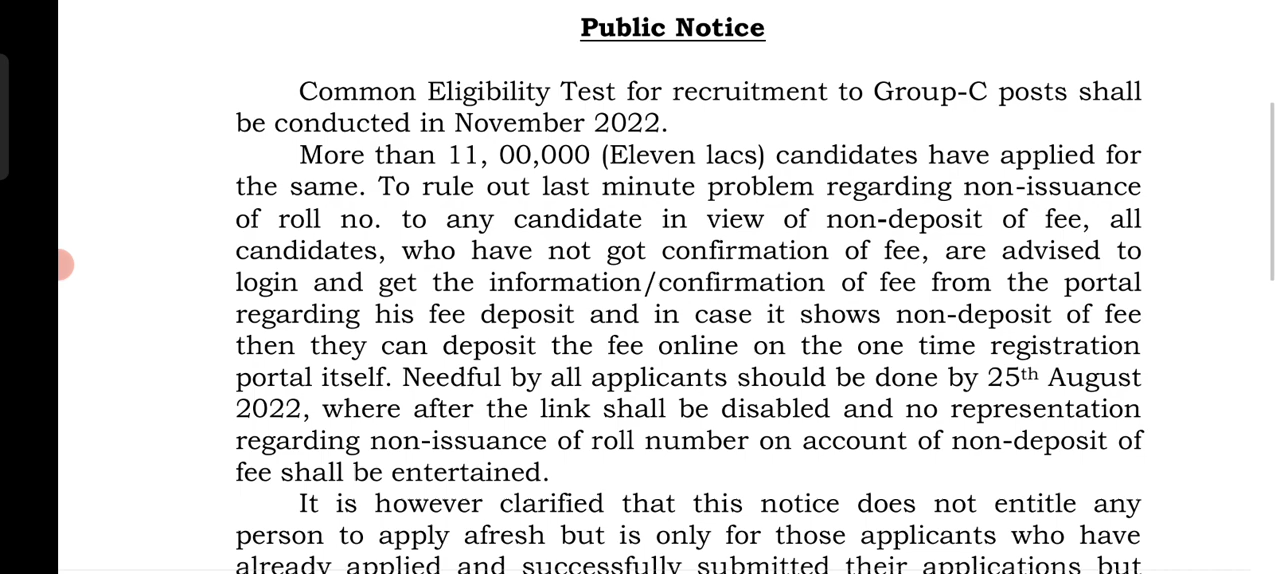 Public Notice
Common Eligibility Test for recruitment to Group-C posts shall
be conducted in November 2022.
More than 11, 00,000 (Eleven lacs) candidates have applied for
the same. To rule out last minute problem regarding non-issuance
of roll no. to any candidate in view of non-deposit of fee, all
candidates, who have not got confirmation of fee, are advised to
login and get the information/confirmation of fee from the portal
regarding his fee deposit and in case it shows non-deposit of fee
then they can deposit the fee online on the one time registration
portal itself. Needful by all applicants should be done by 25th August
2022, where after the link shall be disabled and no representation
regarding non-issuance of roll number on account of non-deposit of
fee shall be entertained.
It is however clarified that this notice does not entitle any
person to apply afresh but is only for those applicants who have
already applied and successfully submitted their applications but